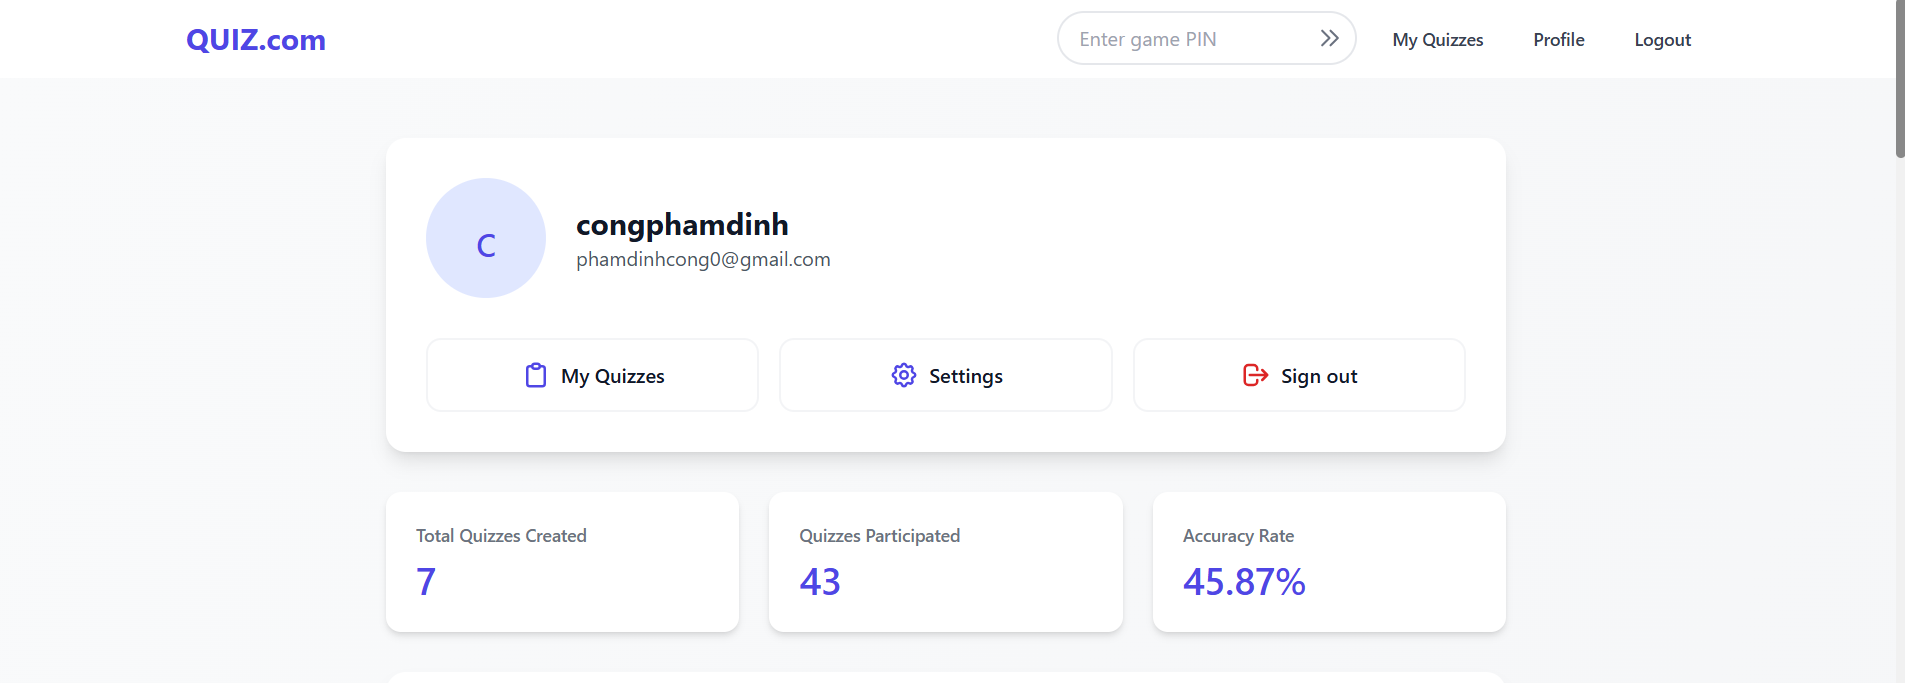 QUIZ.com
Enter game PIN
My Quizzes
Profile
Logout
C
congphamdinh
phamdinhcong0@gmail.com
My Quizzes
Settings
Sign out
Total Quizzes Created
7
Quizzes Participated
43
Accuracy Rate
45.87%